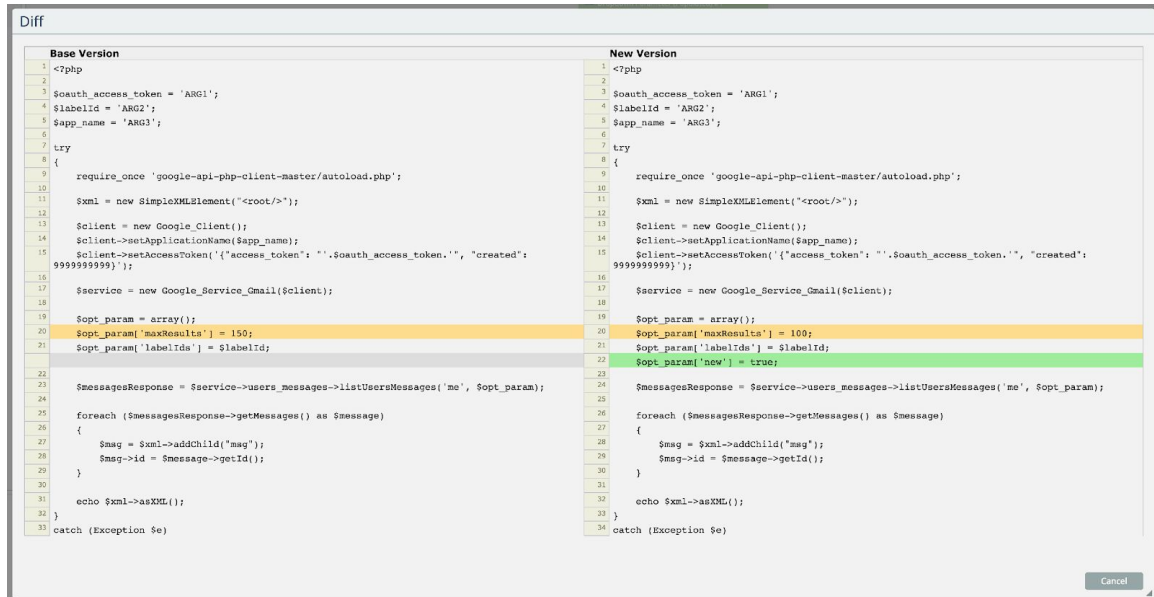 Diff
Base Version
1 <?php
2
3 $oauth_access_token = 'ARG1';
4 $labelId = 'ARG2';
5 $app_name = 'ARG3';
6
7 try
8 {
9 require_once 'google-api-php-client-master/autoload.php';
10
11 $xml = new SimpleXMLElement("<root/>");
12
13 $client = new Google_Client();
14 $client->setApplicationName($app_name);
15 $client->setAccessToken('{"access_token": "'.$oauth_access_token.'", "created":
9999999999}');
16
17 $service = new Google_Service_Gmail($client);
18
19 $opt_param = array();
20 $opt_param['maxResults'] = 150;
21 $opt_param['labelIds'] = $labelId;
22
23 $messagesResponse = $service->users_messages->listUsersMessages('me', $opt_param);
24
25 foreach ($messagesResponse->getMessages() as $message)
26 {
27 $msg = $xml->addChild("msg");
28 $msg->id = $message->getId();
29 }
30
31 echo $xml->asXML();
32 }
33 catch (Exception $e)
New Version
1 <?php
2
3 $oauth_access_token = 'ARG1';
4 $labelId = 'ARG2';
5 $app_name = 'ARG3';
6
7 try
8 {
9 require_once 'google-api-php-client-master/autoload.php';
10
11 $xml = new SimpleXMLElement("<root/>");
12
13 $client = new Google_Client();
14 $client->setApplicationName($app_name);
15 $client->setAccessToken('{"access_token": "'.$oauth_access_token.'", "created":
9999999999}');
16
17 $service = new Google_Service_Gmail($client);
18
19 $opt_param = array();
20 $opt_param['maxResults'] = 100;
21 $opt_param['labelIds'] = $labelId;
22 $opt_param['new'] = true;
23
24 $messagesResponse = $service->users_messages->listUsersMessages('me', $opt_param);
25
26 foreach ($messagesResponse->getMessages() as $message)
27 {
28 $msg = $xml->addChild("msg");
29 $msg->id = $message->getId();
30 }
31
32 echo $xml->asXML();
33 }
34 catch (Exception $e)
Cancel